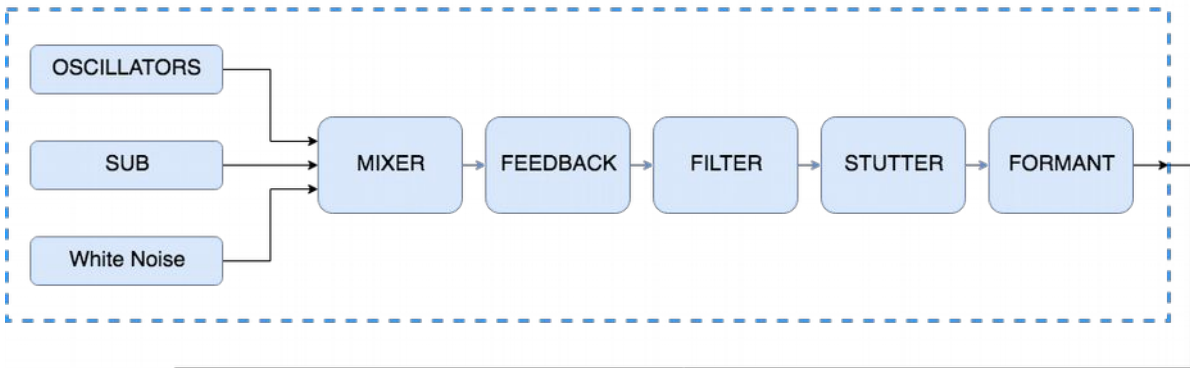 OSCILLATORS
SUB
White Noise
MIXER
FEEDBACK
FILTER
STUTTER
FORMANT